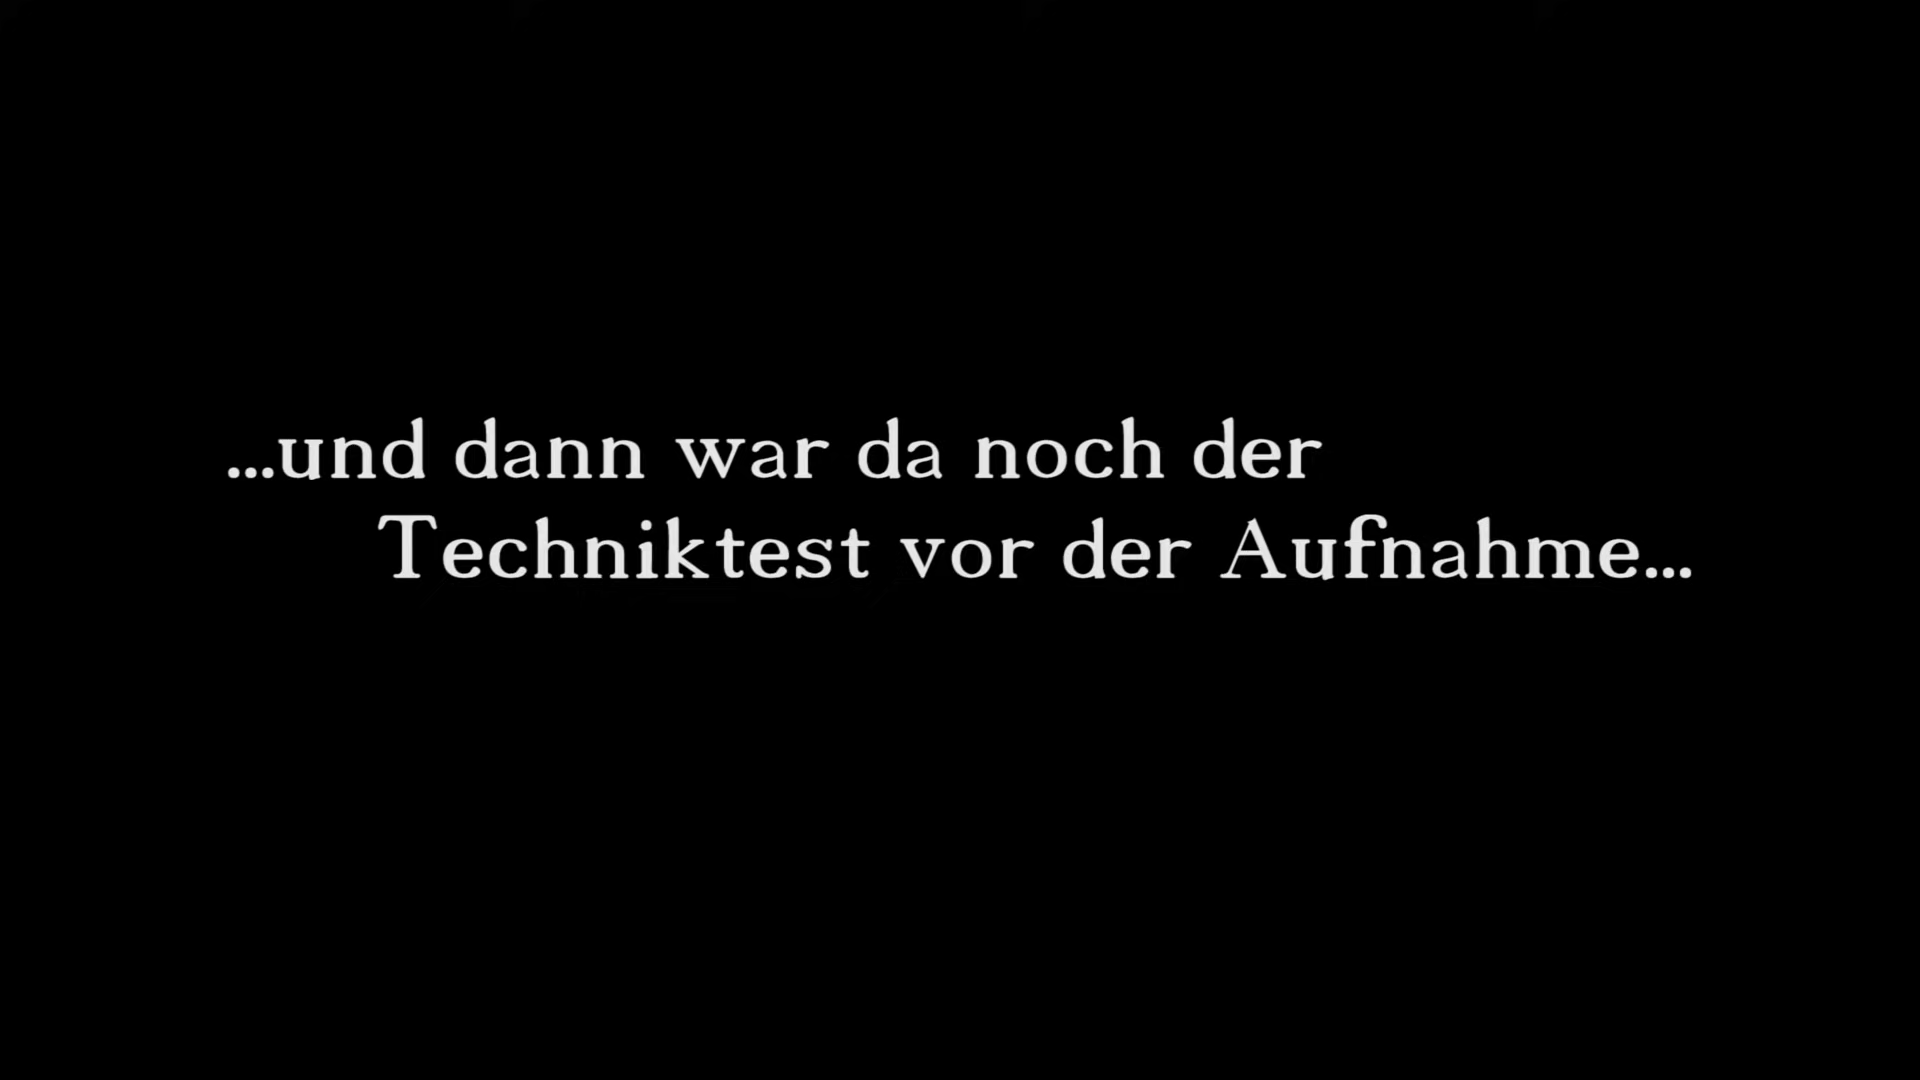 ...und dann war da noch der
Techniktest vor der Aufnahme...